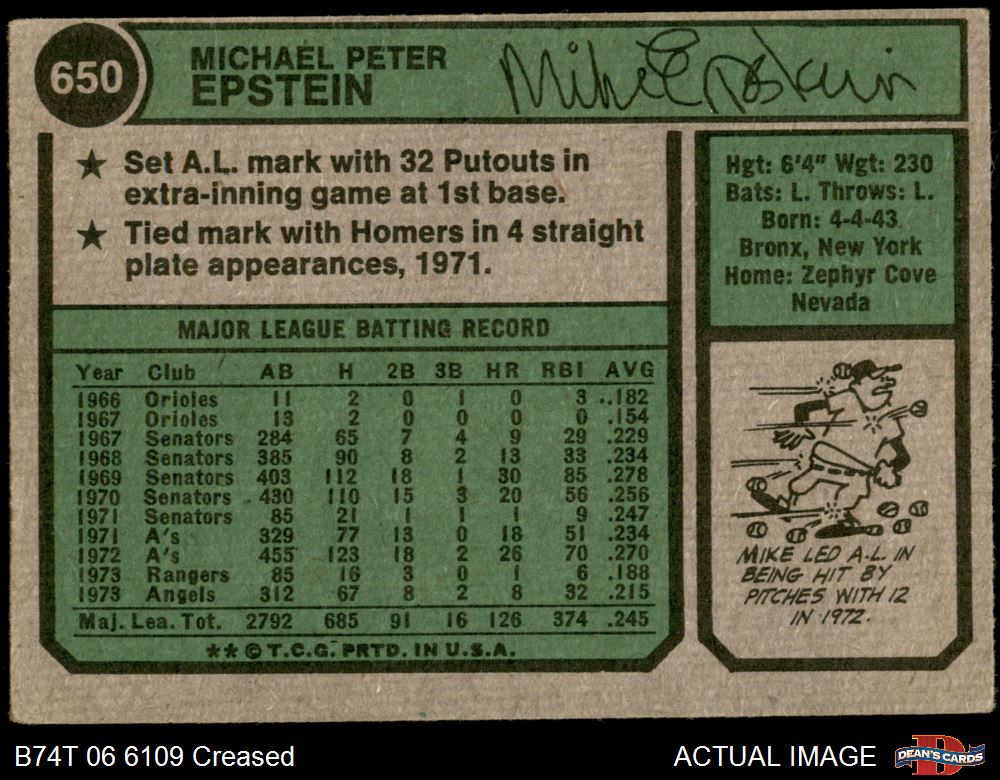 650
MICHAEL PETER
EPSTEIN
Mike Epstein
★ Set A.L. mark with 32 Putouts in
extra-inning game at 1st base.
★ Tied mark with Homers in 4 straight
plate appearances, 1971.
Hgt: 6'4" Wgt: 230
Bats: L. Throws: L.
Born: 4-4-43
Bronx, New York
Home: Zephyr Cove
Nevada
MAJOR LEAGUE BATTING RECORD
Year Club AB H 2B 3B HR RBI AVG
1966 Orioles 11 2 0 1 0 3 .182
1967 Orioles 13 2 0 0 0 0 .154
1967 Senators 284 65 7 4 9 29 .229
1968 Senators 385 90 8 2 13 33 .234
1969 Senators 403 112 18 1 30 85 .278
1970 Senators 430 110 15 3 20 56 .256
1971 Senators 85 21 1 1 1 9 .247
1971 A's 329 77 13 0 18 51 .234
1972 A's 455 123 18 2 26 70 .270
1973 Rangers 85 16 3 0 1 6 .188
1973 Angels 312 67 8 2 8 32 .215
Maj. Lea. Tot. 2792 685 91 16 126 374 .245
** © T.C.G. PRTD. IN U.S.A.
MIKE LED A.L. IN
BEING HIT BY
PITCHES WITH 12
IN 1972.
B74T 06 6109 Creased
ACTUAL IMAGE
DEAN'S CARDS